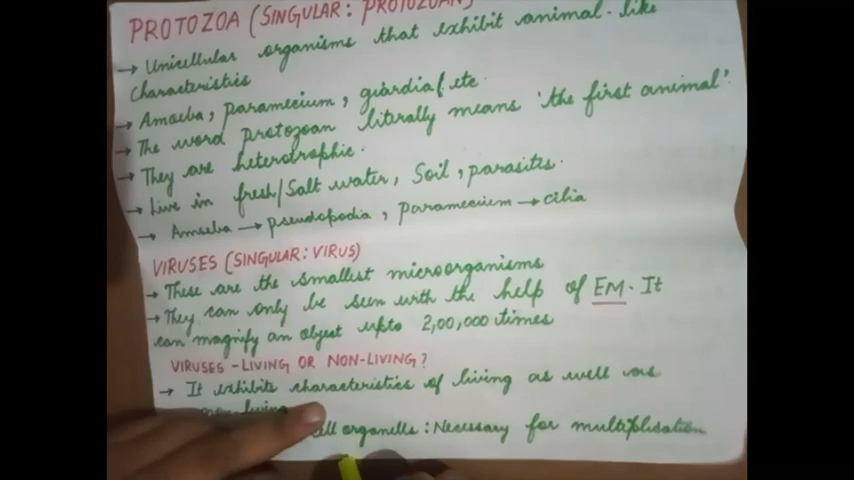 PROTOZOA (SINGULAR: PROTOZOAN)
→ Unicellular organisms that exhibit animal-like
characteristics
→ Amoeba, paramecium, giardia, etc
→ The word protozoan literally means 'the first animal'.
→ They are heterotrophic.
→ Live in fresh/salt water, Soil, parasites.
→ Amoeba → pseudopodia, paramecium → cilia
VIRUSES (SINGULAR: VIRUS)
→ These are the smallest microorganisms
→ They can only be seen with the help of EM. It
can magnify an object upto 2,00,000 times
VIRUSES - LIVING OR NON-LIVING?
→ It exhibits characteristics of living as well as
living
organells: Necessary for multiplication